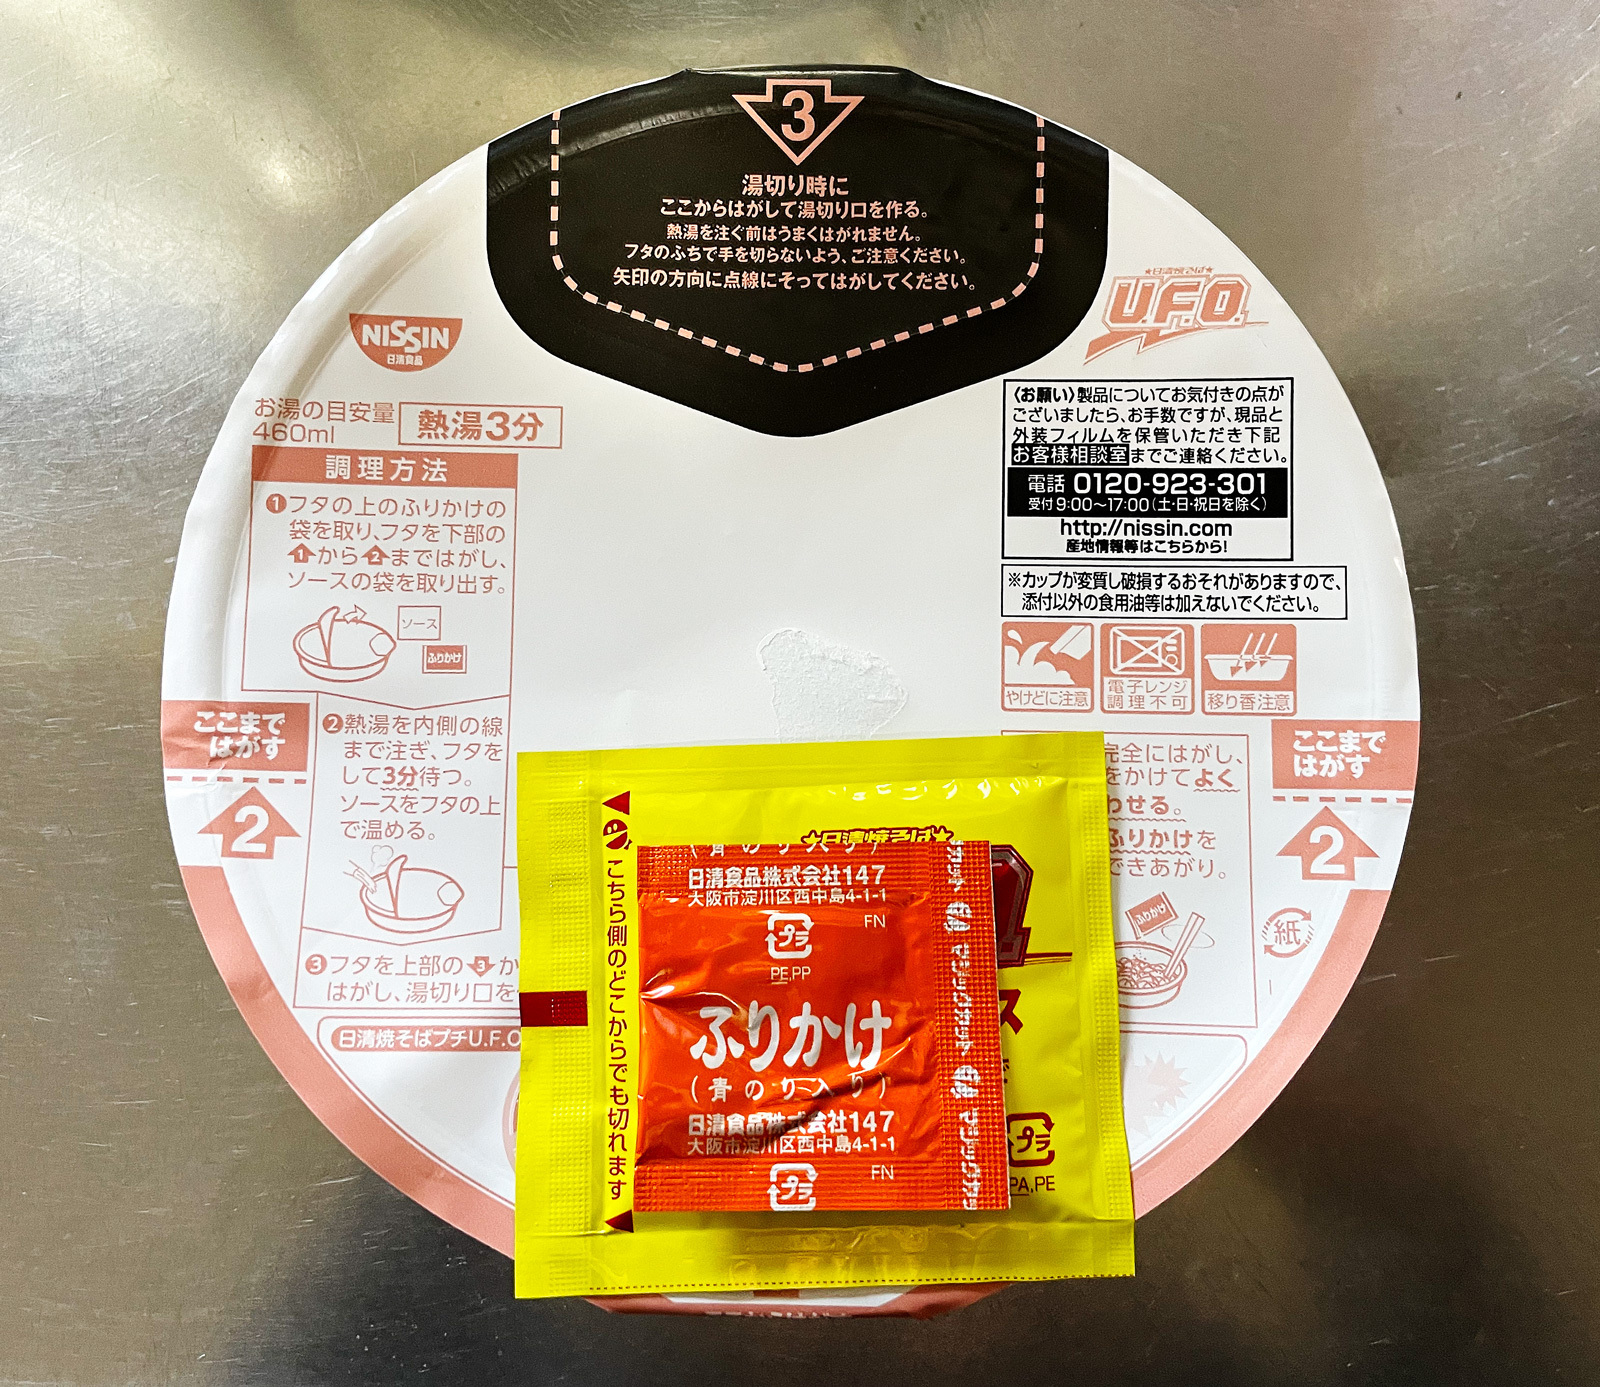 3
湯切り時に
ここからはがして湯切り口を作る。
熱湯を注ぐ前はうまくはがれません。
フタのふちで手を切らないよう、ご注意ください。
矢印の方向に点線にそってはがしてください。
NISSIN
日清食品
★日清焼そば★
U.F.O.
お湯の目安量
460ml
熱湯3分
調理方法
❶フタの上のふりかけの
袋を取り、フタを下部の
1から2まではがし、
ソースの袋を取り出す。
ソース
ふりかけ
ここまで
はがす
2
❷熱湯を内側の線
まで注ぎ、フタを
して3分待つ。
ソースをフタの上
で温める。
❸フタを上部の3か
はがし、湯切り口を
日清焼そばプチU.F.O
〈お願い〉製品についてお気付きの点が
ございましたら、お手数ですが、現品と
外装フィルムを保管いただき下記
お客様相談室までご連絡ください。
電話 0120-923-301
受付9:00〜17:00(土・日・祝日を除く)
http://nissin.com
産地情報等はこちらから!
※カップが変質し破損するおそれがありますので、
添付以外の食用油等は加えないでください。
やけどに注意
電子レンジ
調理不可
移り香注意
ここまで
はがす
2
完全にはがし、
をかけてよく
わせる。
ふりかけを
できあがり。
ふりかけ
紙
★日清焼そば★
こちら側のどこからでも切れます
ス
プラ
PA,PE
(青のり入り)
日清食品株式会社147
大阪市淀川区西中島4-1-1
FN
プラ
PE,PP
ふりかけ
(青のり入り)
日清食品株式会社147
大阪市淀川区西中島4-1-1
FN
プラ
マジックカット
マジックカット